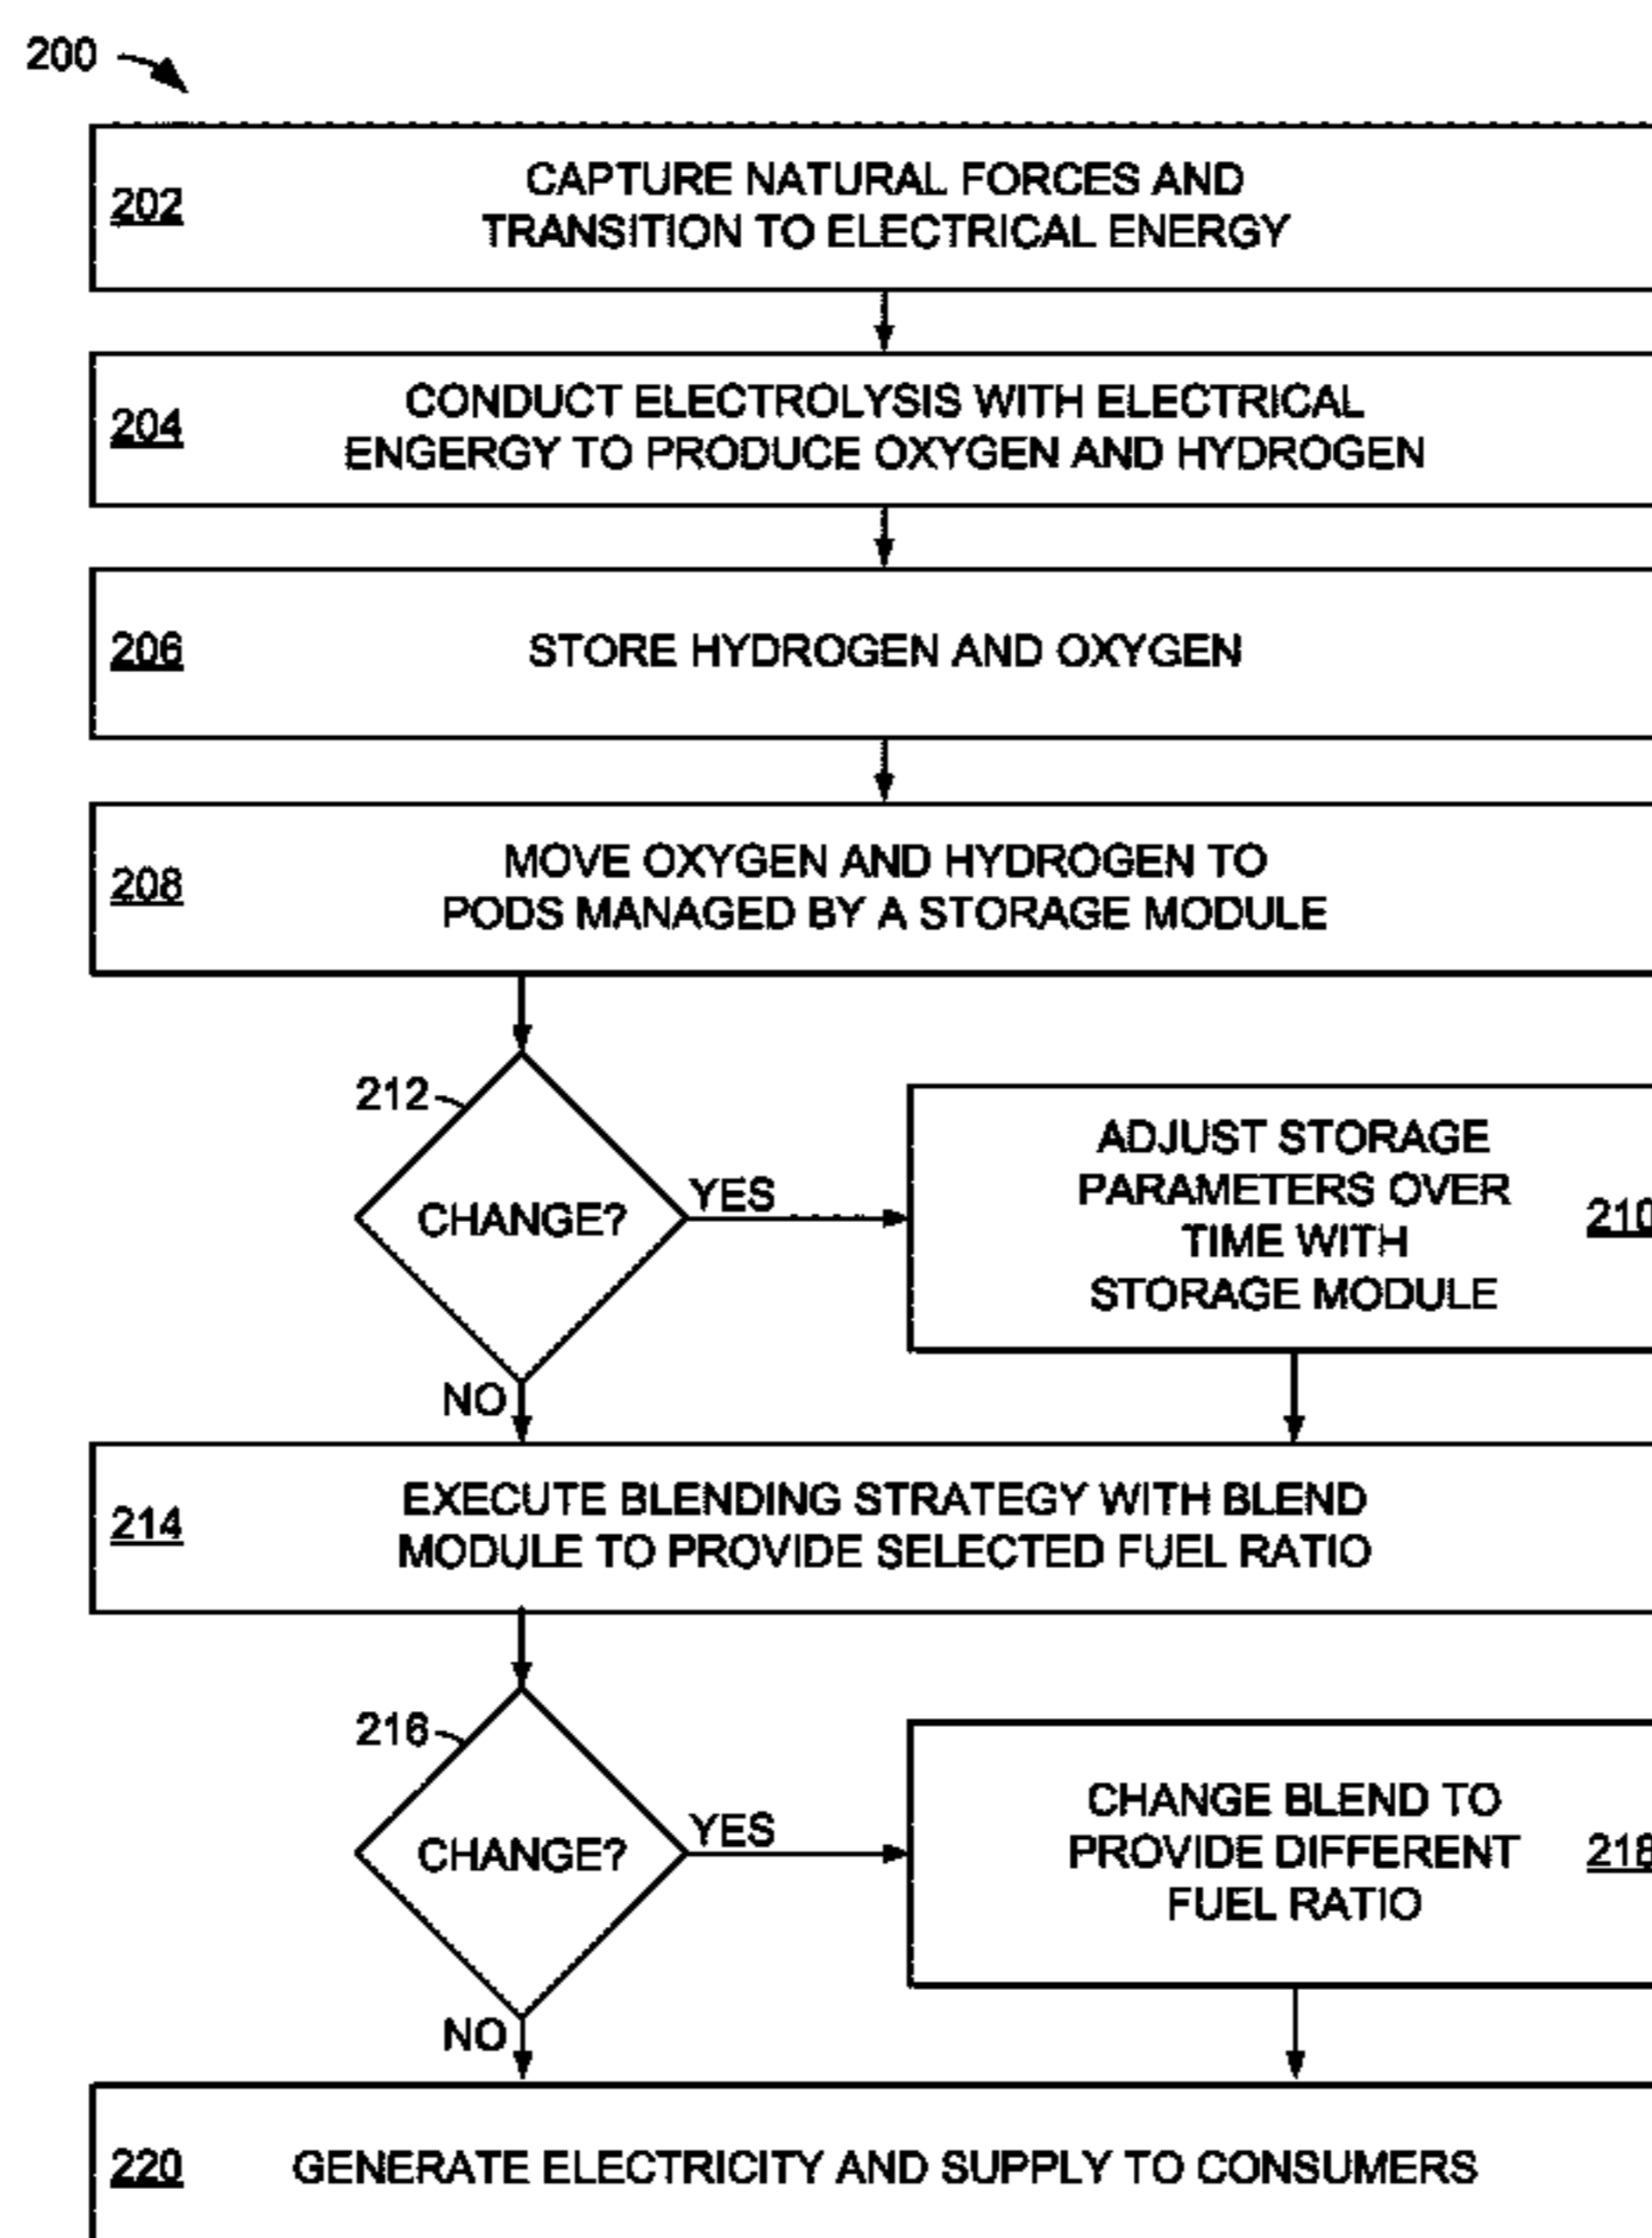 200
202
CAPTURE NATURAL FORCES AND
TRANSITION TO ELECTRICAL ENERGY
204
CONDUCT ELECTROLYSIS WITH ELECTRICAL
ENGERGY TO PRODUCE OXYGEN AND HYDROGEN
206
STORE HYDROGEN AND OXYGEN
208
MOVE OXYGEN AND HYDROGEN TO
PODS MANAGED BY A STORAGE MODULE
212
CHANGE?
YES
ADJUST STORAGE
PARAMETERS OVER
TIME WITH
STORAGE MODULE
210
NO
214
EXECUTE BLENDING STRATEGY WITH BLEND
MODULE TO PROVIDE SELECTED FUEL RATIO
216
CHANGE?
YES
CHANGE BLEND TO
PROVIDE DIFFERENT
FUEL RATIO
218
NO
220
GENERATE ELECTRICITY AND SUPPLY TO CONSUMERS